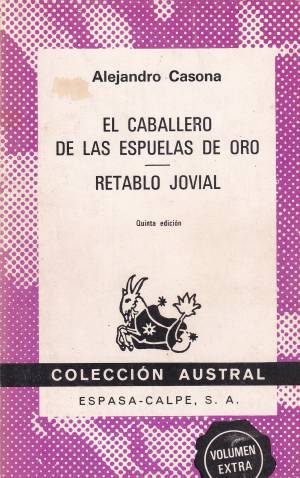 Alejandro Casona
EL CABALLERO
DE LAS ESPUELAS DE ORO
RETABLO JOVIAL
Quinta edición
COLECCIÓN AUSTRAL
ESPASA-CALPE, S. A.
VOLUMEN
EXTRA